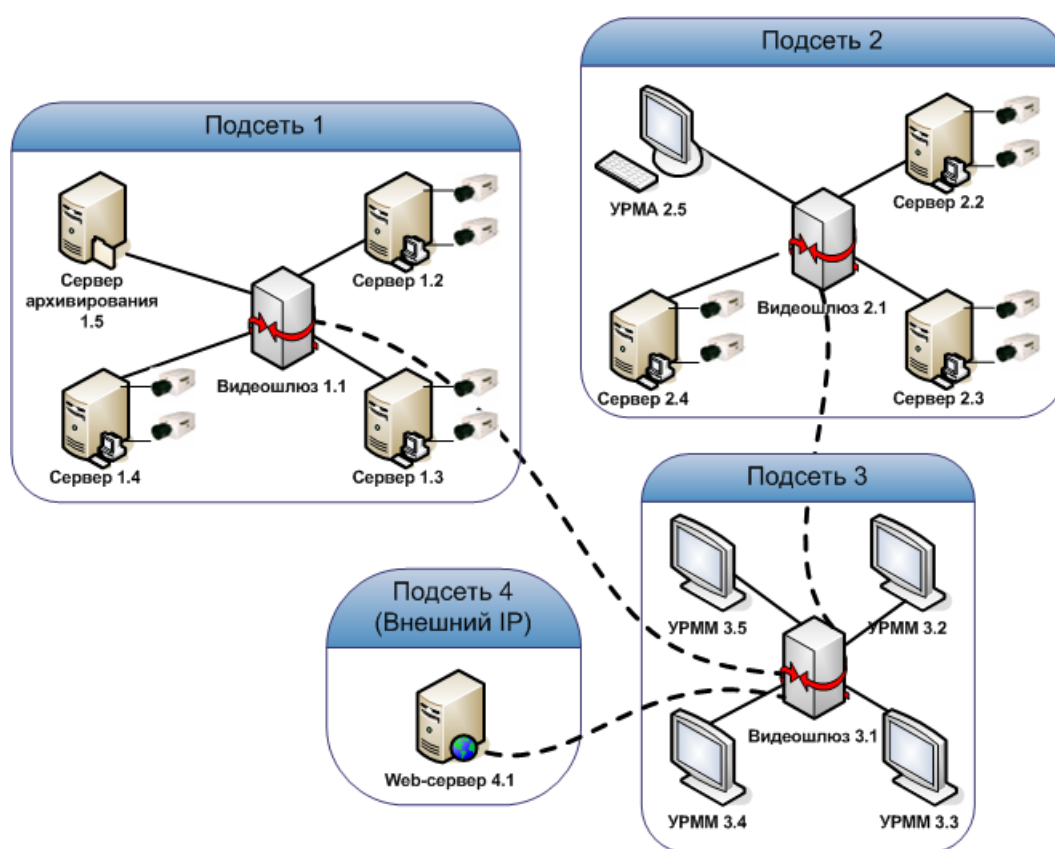 Подсеть 1
Сервер
архивирования
1.5
Сервер 1.2
Видеошлюз 1.1
Сервер 1.4
Сервер 1.3
Подсеть 2
УРМА 2.5
Сервер 2.2
Видеошлюз 2.1
Сервер 2.4
Сервер 2.3
Подсеть 3
УРММ 3.5
УРММ 3.2
Видеошлюз 3.1
УРММ 3.4
УРММ 3.3
Подсеть 4
(Внешний IP)
Web-сервер 4.1